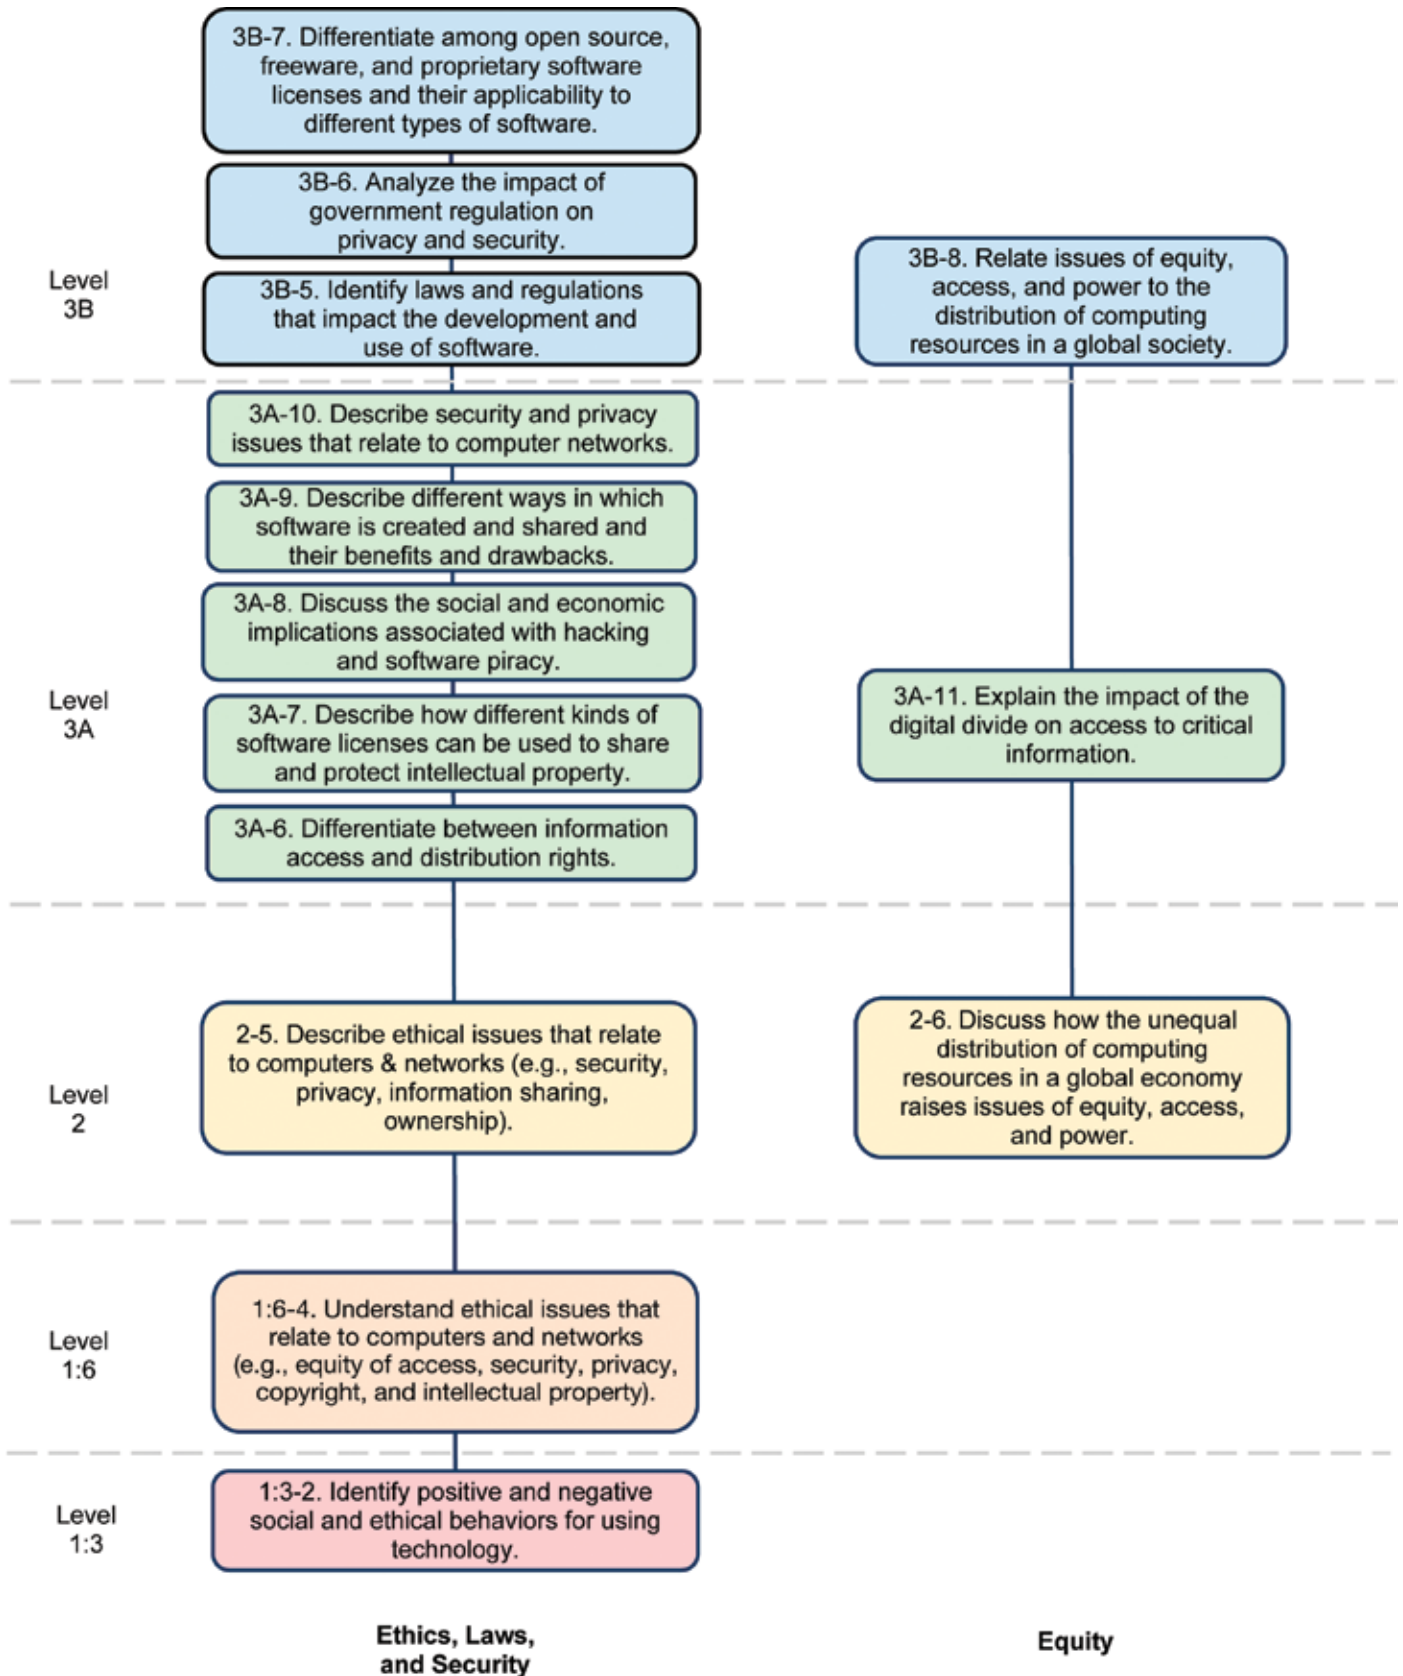 3B-7. Differentiate among open source,
freeware, and proprietary software
licenses and their applicability to
different types of software.
3B-6. Analyze the impact of
government regulation on
privacy and security.
Level
3B
3B-5. Identify laws and regulations
that impact the development and
use of software.
3B-8. Relate issues of equity,
access, and power to the
distribution of computing
resources in a global society.
3A-10. Describe security and privacy
issues that relate to computer networks.
3A-9. Describe different ways in which
software is created and shared and
their benefits and drawbacks.
3A-8. Discuss the social and economic
implications associated with hacking
and software piracy.
Level
3A
3A-7. Describe how different kinds of
software licenses can be used to share
and protect intellectual property.
3A-6. Differentiate between information
access and distribution rights.
3A-11. Explain the impact of the
digital divide on access to critical
information.
Level
2
2-5. Describe ethical issues that relate
to computers & networks (e.g., security,
privacy, information sharing,
ownership).
2-6. Discuss how the unequal
distribution of computing
resources in a global economy
raises issues of equity, access,
and power.
Level
1:6
1:6-4. Understand ethical issues that
relate to computers and networks
(e.g., equity of access, security, privacy,
copyright, and intellectual property).
Level
1:3
1:3-2. Identify positive and negative
social and ethical behaviors for using
technology.
Ethics, Laws,
and Security
Equity